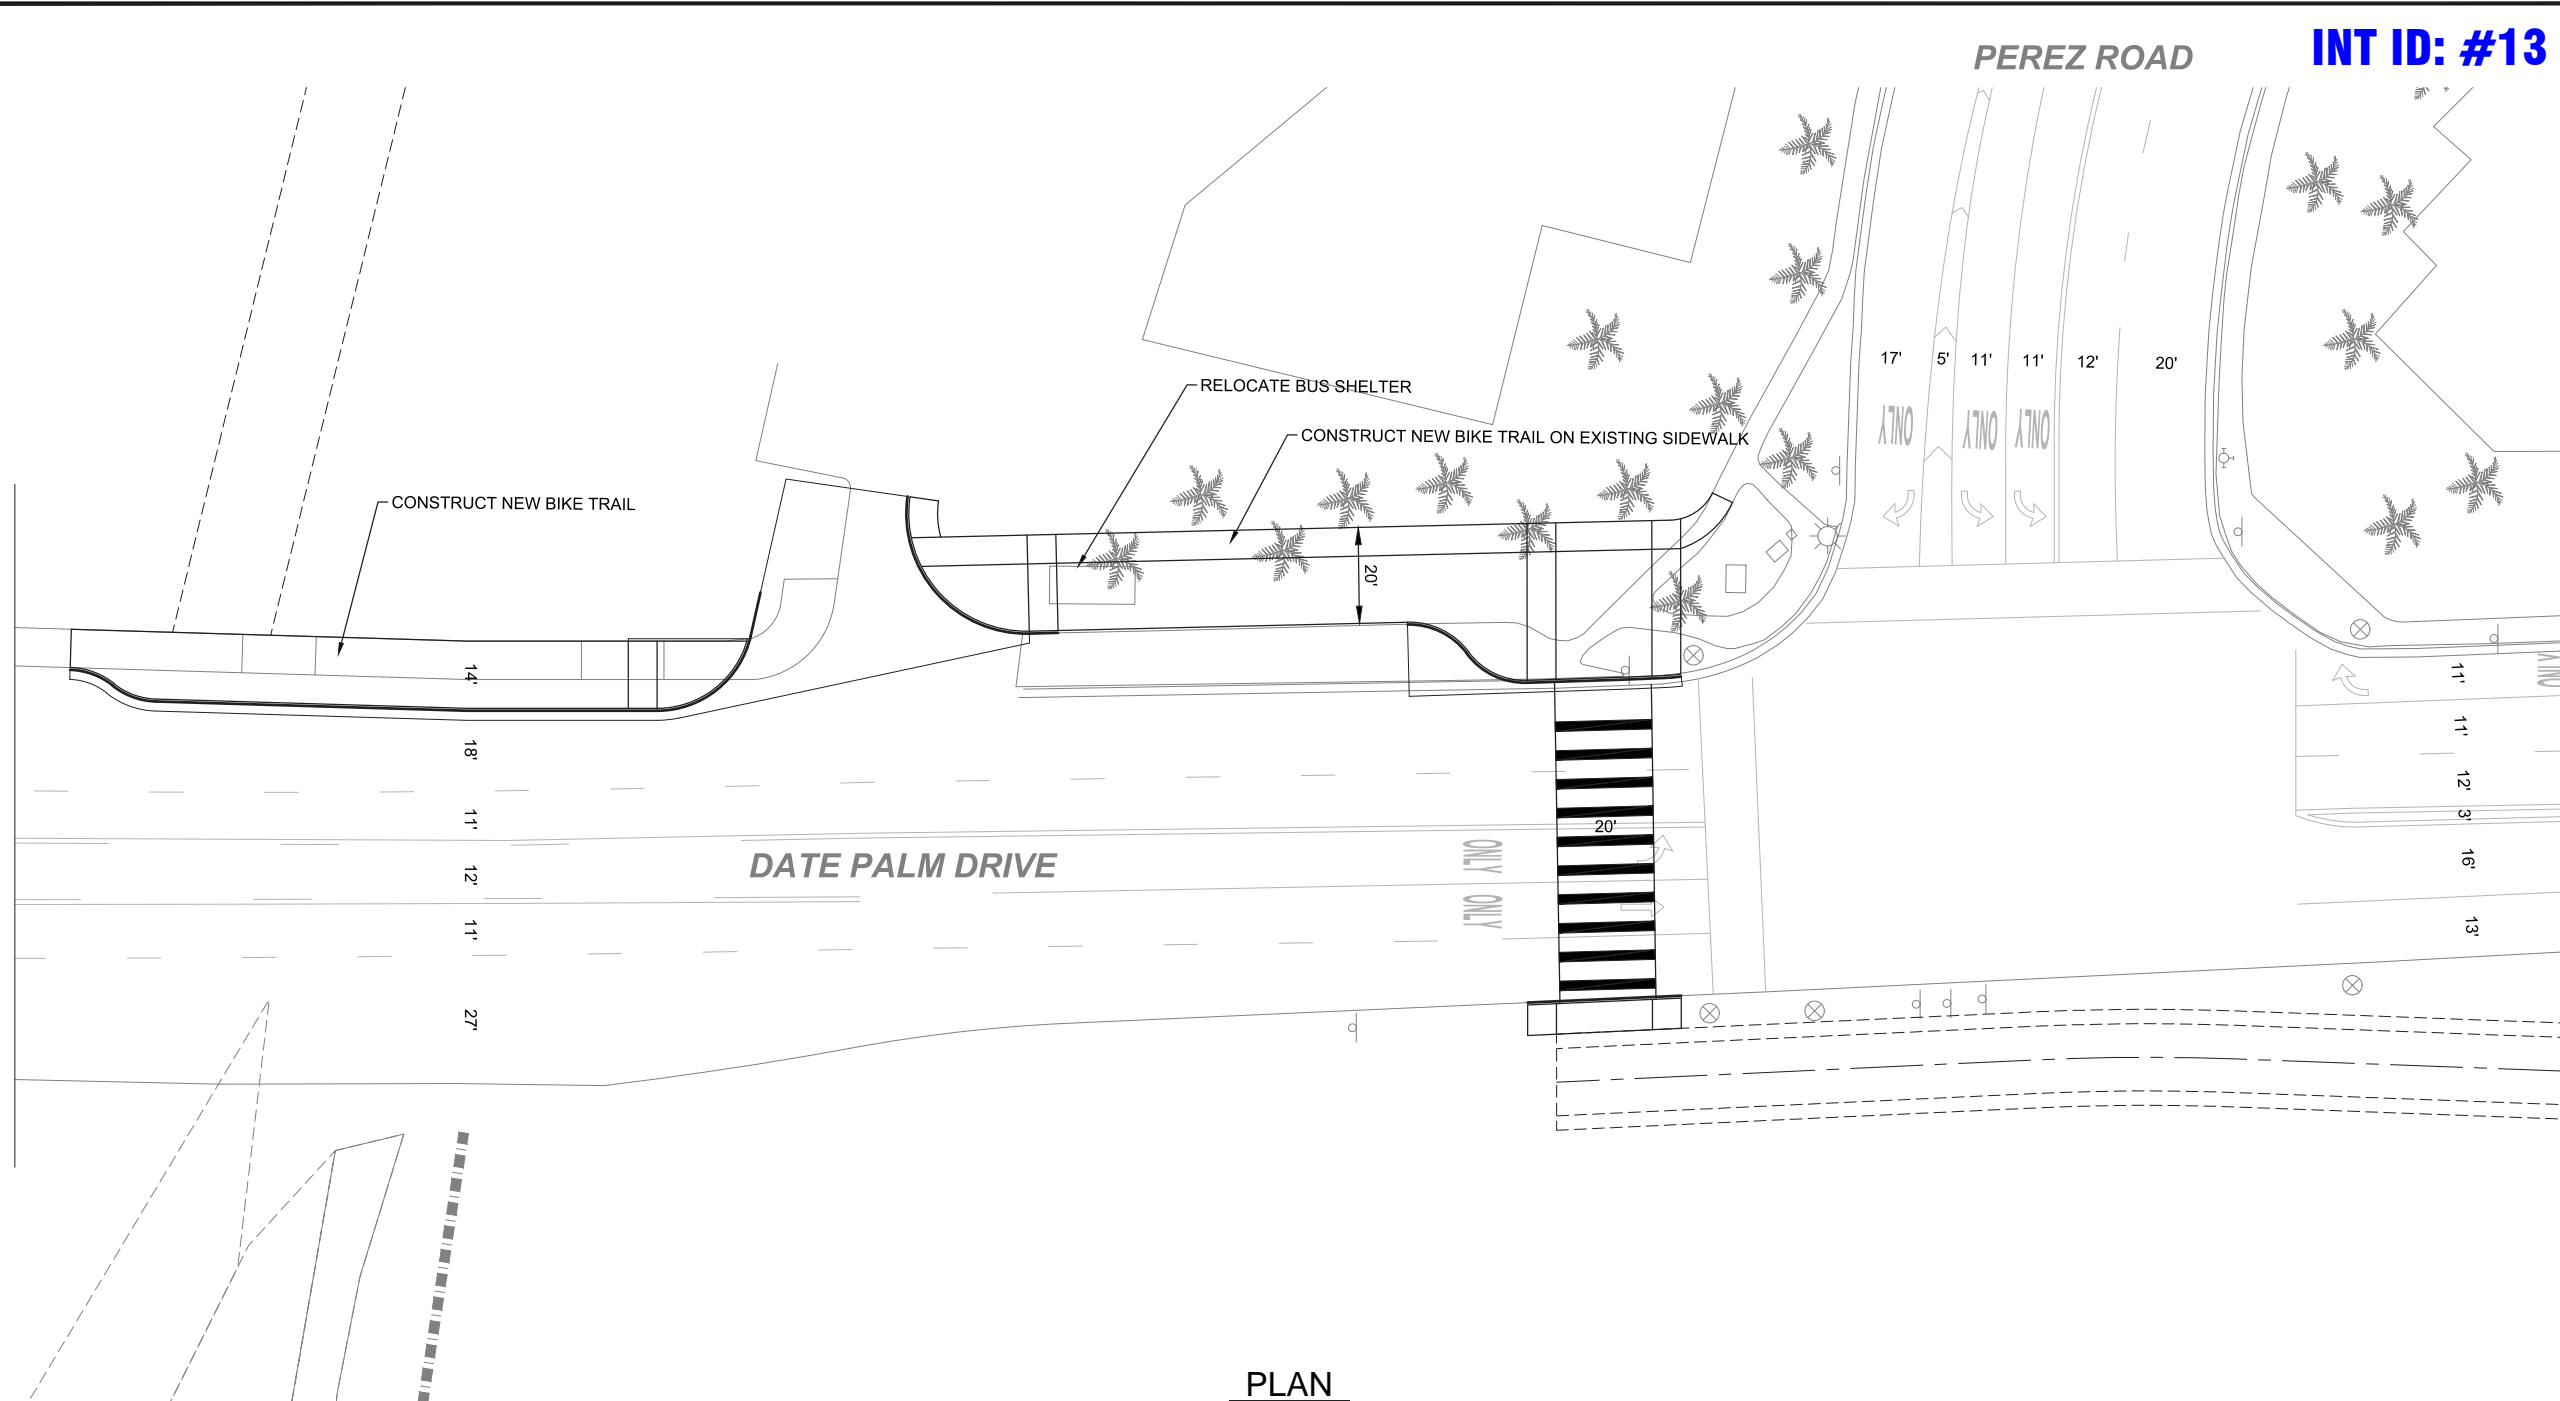 INT ID: #13
PEREZ ROAD
17' 5' 11' 11' 12' 20'
RELOCATE BUS SHELTER
ONLY ONLY ONLY
CONSTRUCT NEW BIKE TRAIL ON EXISTING SIDEWALK
CONSTRUCT NEW BIKE TRAIL
20'
14'
18'
11'
12'
11'
27'
DATE PALM DRIVE
20'
ONLY
ONLY
11'
ONLY
11'
12'
3'
16'
13'
PLAN